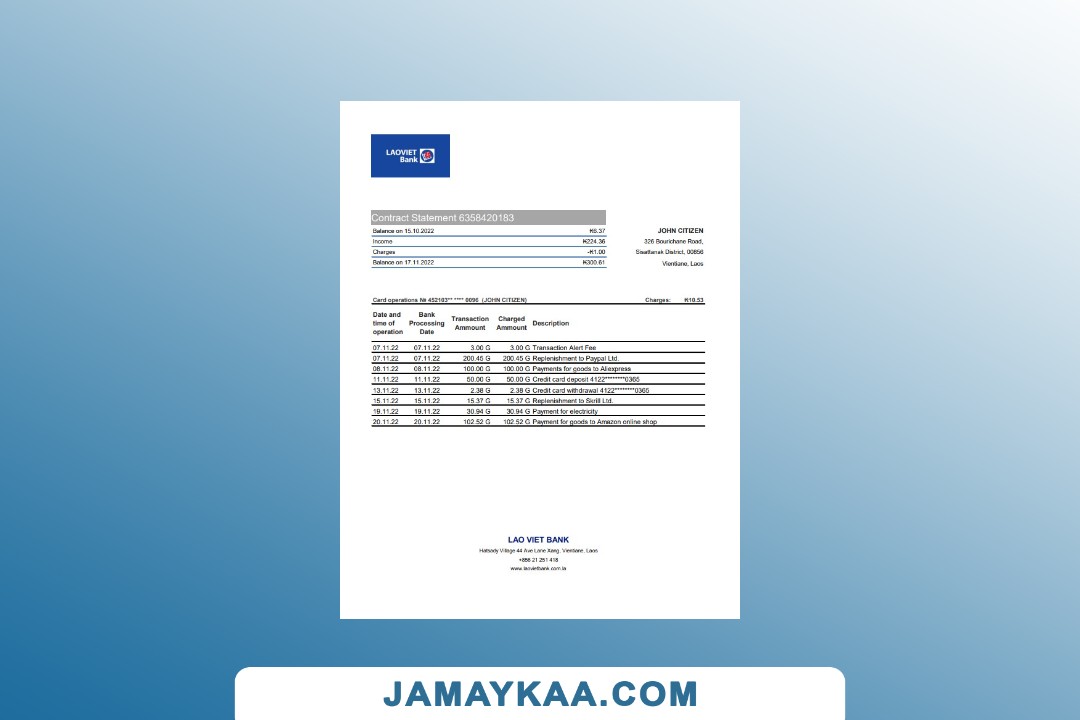 LAOVIET
Bank
Contract Statement 6358420183
Balance on 15.10.2022 ₭6.37
Income ₭224.36
Charges -₭1.00
Balance on 17.11.2022 ₭300.61
JOHN CITIZEN
326 Bourichane Road,
Sisattanak District, 00856
Vientiane, Laos
Card operations № 452103** **** 0096 (JOHN CITIZEN) Charges: ₭10.53
Date and time of operation Bank Processing Date Transaction Ammount Charged Ammount Description
07.11.22 07.11.22 3.00 G 3.00 G Transaction Alert Fee
07.11.22 07.11.22 200.45 G 200.45 G Replenishment to Paypal Ltd.
08.11.22 08.11.22 100.00 G 100.00 G Payments for goods to Aliexpress
11.11.22 11.11.22 50.00 G 50.00 G Credit card deposit 4122********0365
13.11.22 13.11.22 2.38 G 2.38 G Credit card withdrawal 4122********0365
15.11.22 15.11.22 15.37 G 15.37 G Replenishment to Skrill Ltd.
19.11.22 19.11.22 30.94 G 30.94 G Payment for electricity
20.11.22 20.11.22 102.52 G 102.52 G Payment for goods to Amazon online shop
LAO VIET BANK
Hatsady Village 44 Ave Lane Xang, Vientiane, Laos
+856 21 251 418
www.laovietbank.com.la
JAMAYKAA.COM